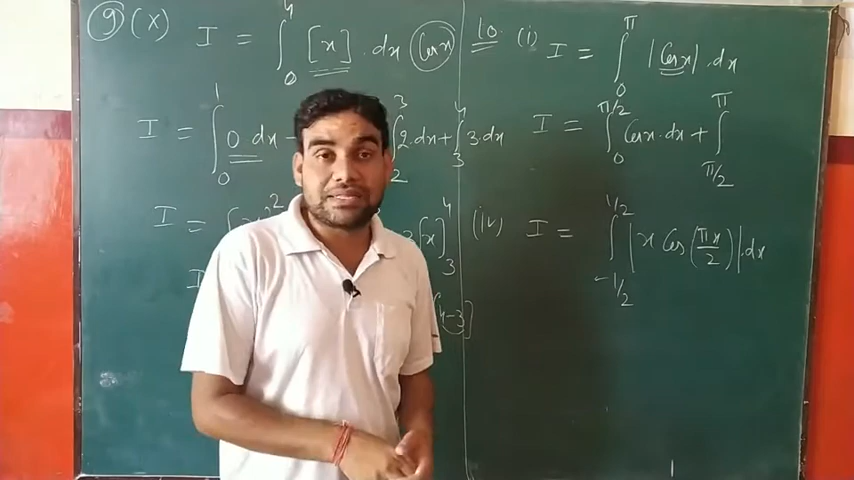 9 (x) I = ∫₀⁴ [x] . dx Cos x
I = ∫₀¹ 0 dx + ∫₂³ 2 . dx + ∫₃⁴ 3 . dx
I =
3 [x]₃⁴
[4-3]
10. (i) I = ∫₀^π |Cos x| . dx
I = ∫₀^π/2 Cos x . dx + ∫_π/2^π
(iv) I = ∫_-1/2^1/2 |x Cos (πx/2)| . dx